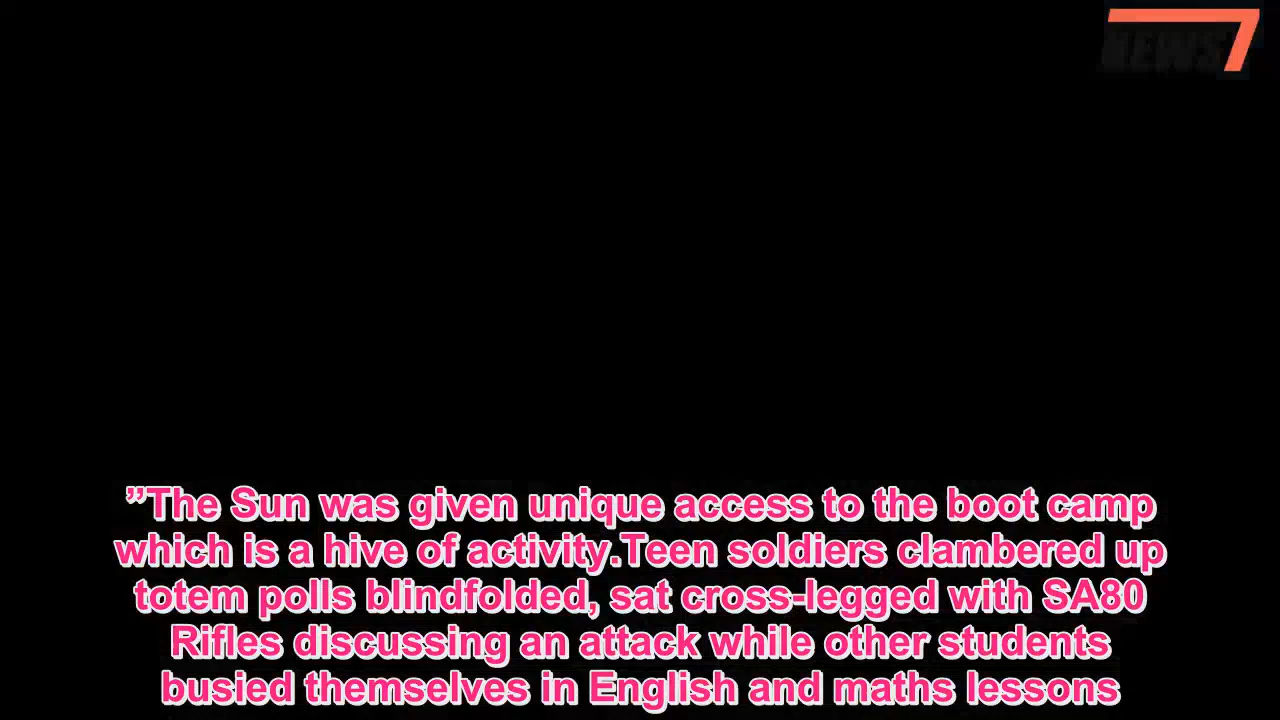 NEWS7
”The Sun was given unique access to the boot camp
which is a hive of activity.Teen soldiers clambered up
totem polls blindfolded, sat cross-legged with SA80
Rifles discussing an attack while other students
busied themselves in English and maths lessons